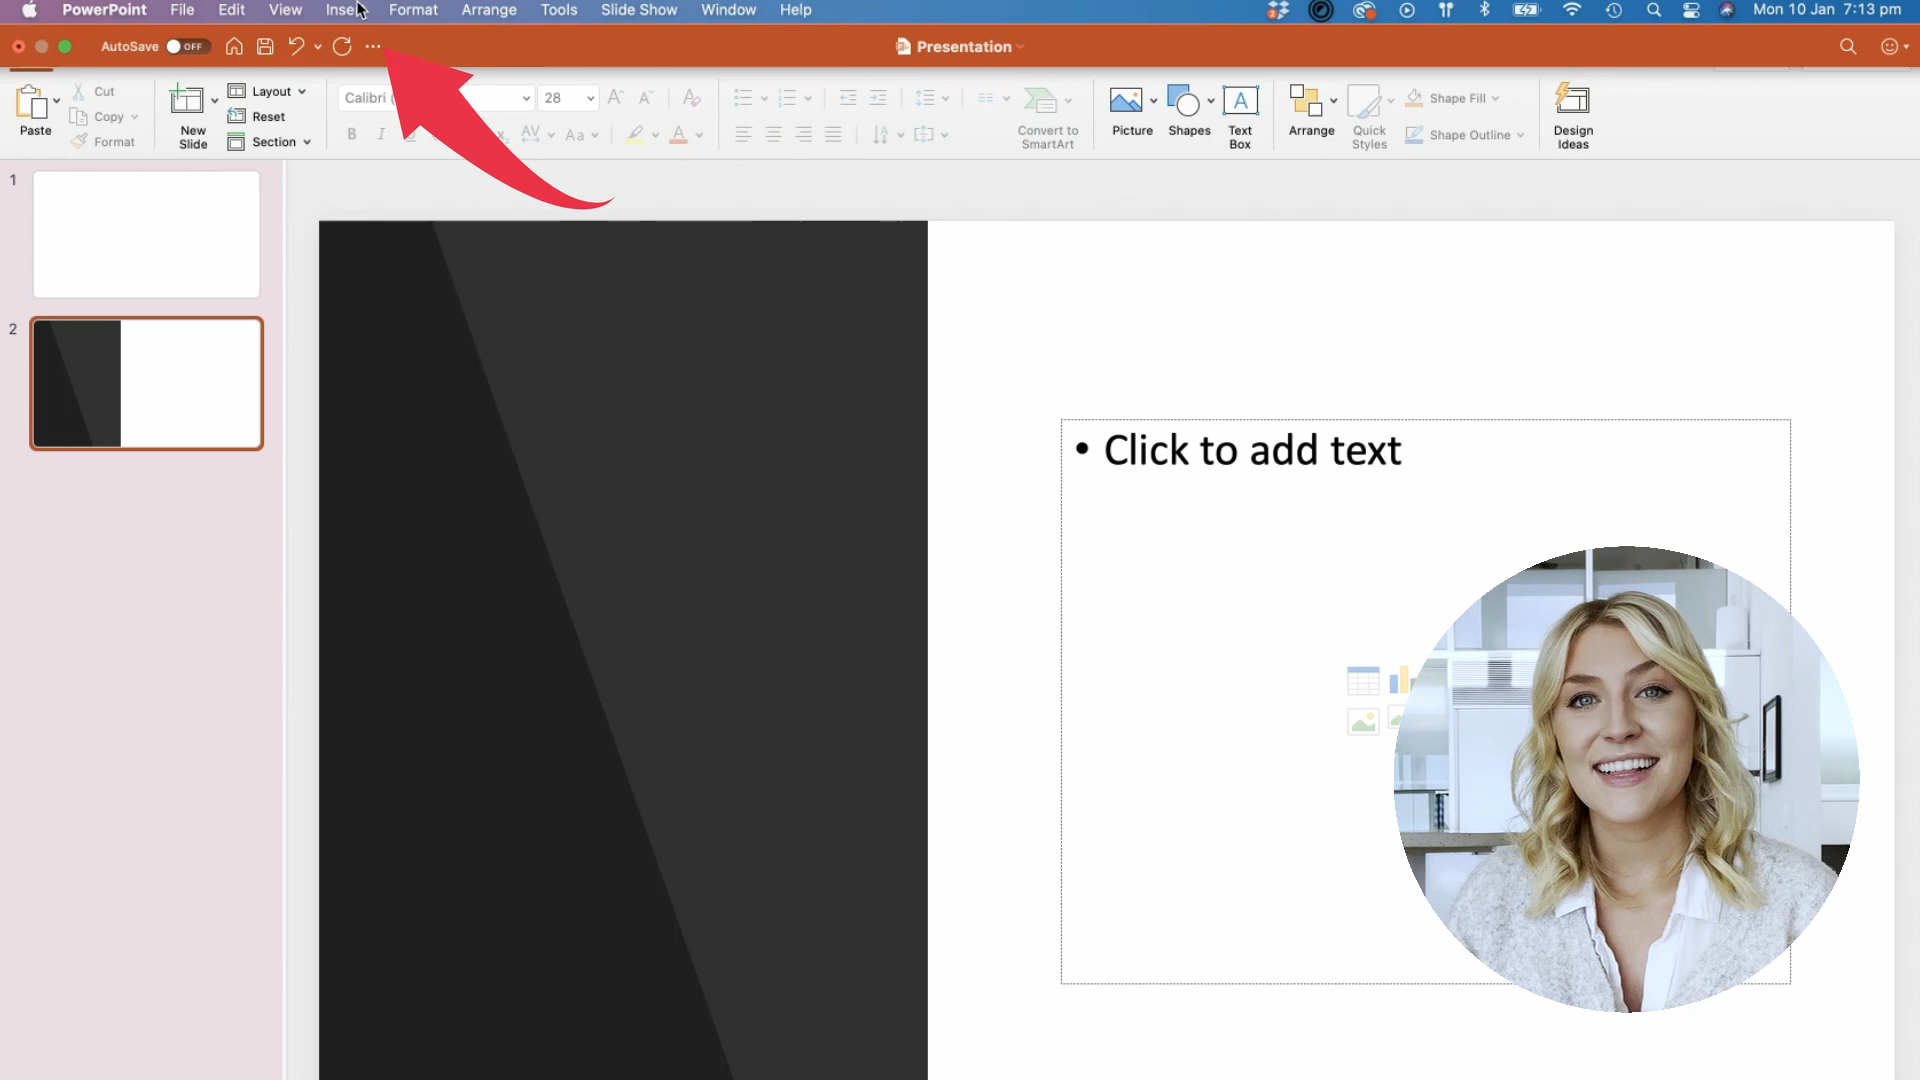 PowerPoint File Edit View Insert Format Arrange Tools Slide Show Window Help Mon 10 Jan 7:13 pm
AutoSave OFF Presentation
Paste
Cut
Copy
Format
New
Slide
Layout
Reset
Section
Calibri 28
B I
Aa
Convert to
SmartArt
Picture
Shapes
Text
Box
Arrange
Quick
Styles
Shape Fill
Shape Outline
Design
Ideas
1
2
• Click to add text